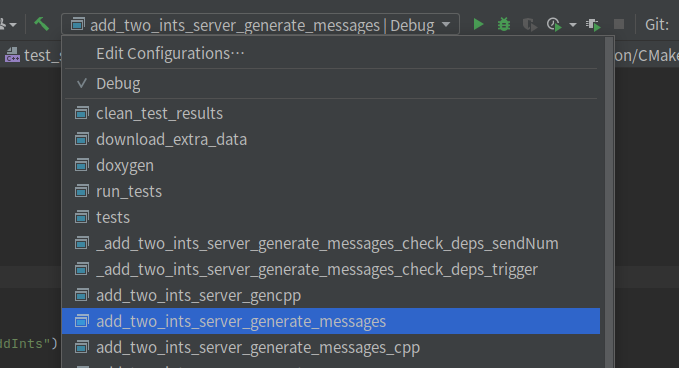 add_two_ints_server_generate_messages | Debug
Git:
Edit Configurations...
test_s
on/CMake
Debug
clean_test_results
download_extra_data
doxygen
run_tests
tests
_add_two_ints_server_generate_messages_check_deps_sendNum
_add_two_ints_server_generate_messages_check_deps_trigger
add_two_ints_server_gencpp
add_two_ints_server_generate_messages
ddInts")
add_two_ints_server_generate_messages_cpp